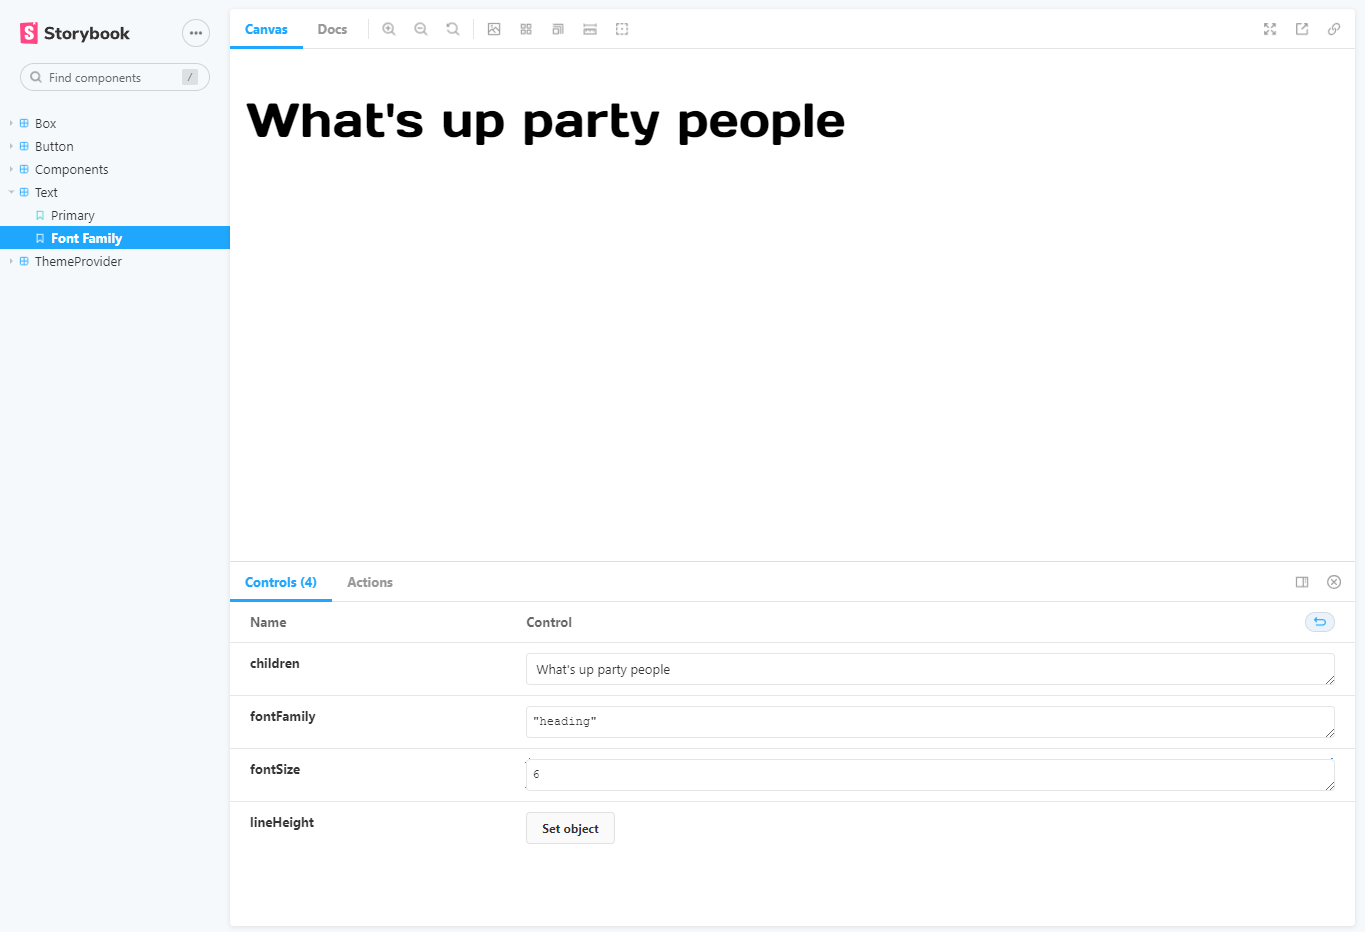 Storybook
Find components /
Box
Button
Components
Text
Primary
Font Family
ThemeProvider
Canvas Docs
What's up party people
Controls (4) Actions
Name Control
children What's up party people
fontFamily "heading"
fontSize 6
lineHeight Set object